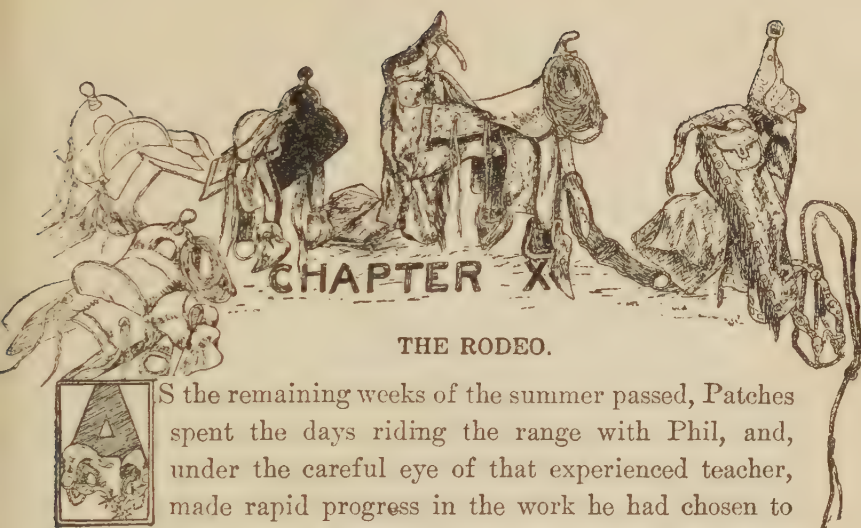 CHAPTER X
THE RODEO.
AS the remaining weeks of the summer passed, Patches
spent the days riding the range with Phil, and,
under the careful eye of that experienced teacher,
made rapid progress in the work he had chosen to